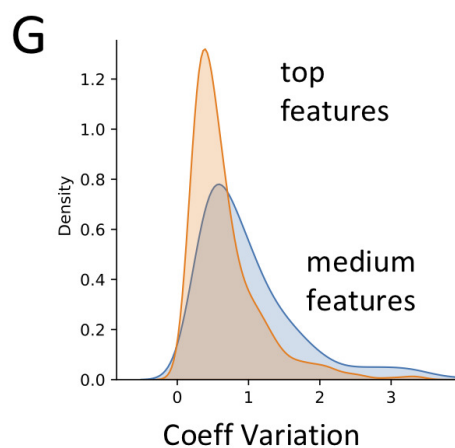 G
top
features
medium
features
Density
1.2
1.0
0.8
0.6
0.4
0.2
0.0
0 1 2 3
Coeff Variation